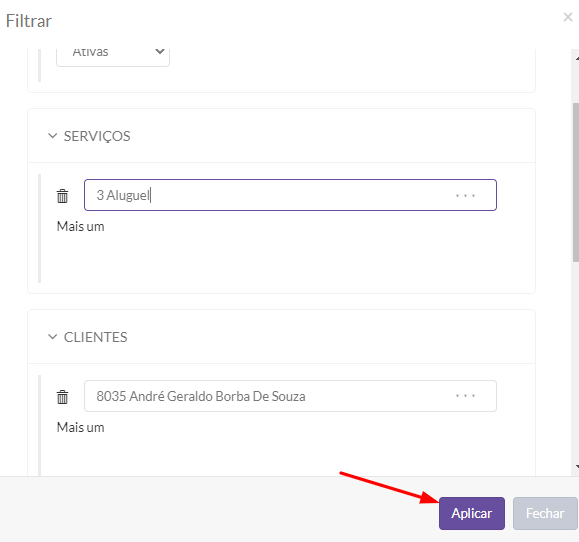 Filtrar
×
Ativas
SERVIÇOS
3 Aluguel
...
Mais um
CLIENTES
8035 André Geraldo Borba De Souza
...
Mais um
Aplicar
Fechar